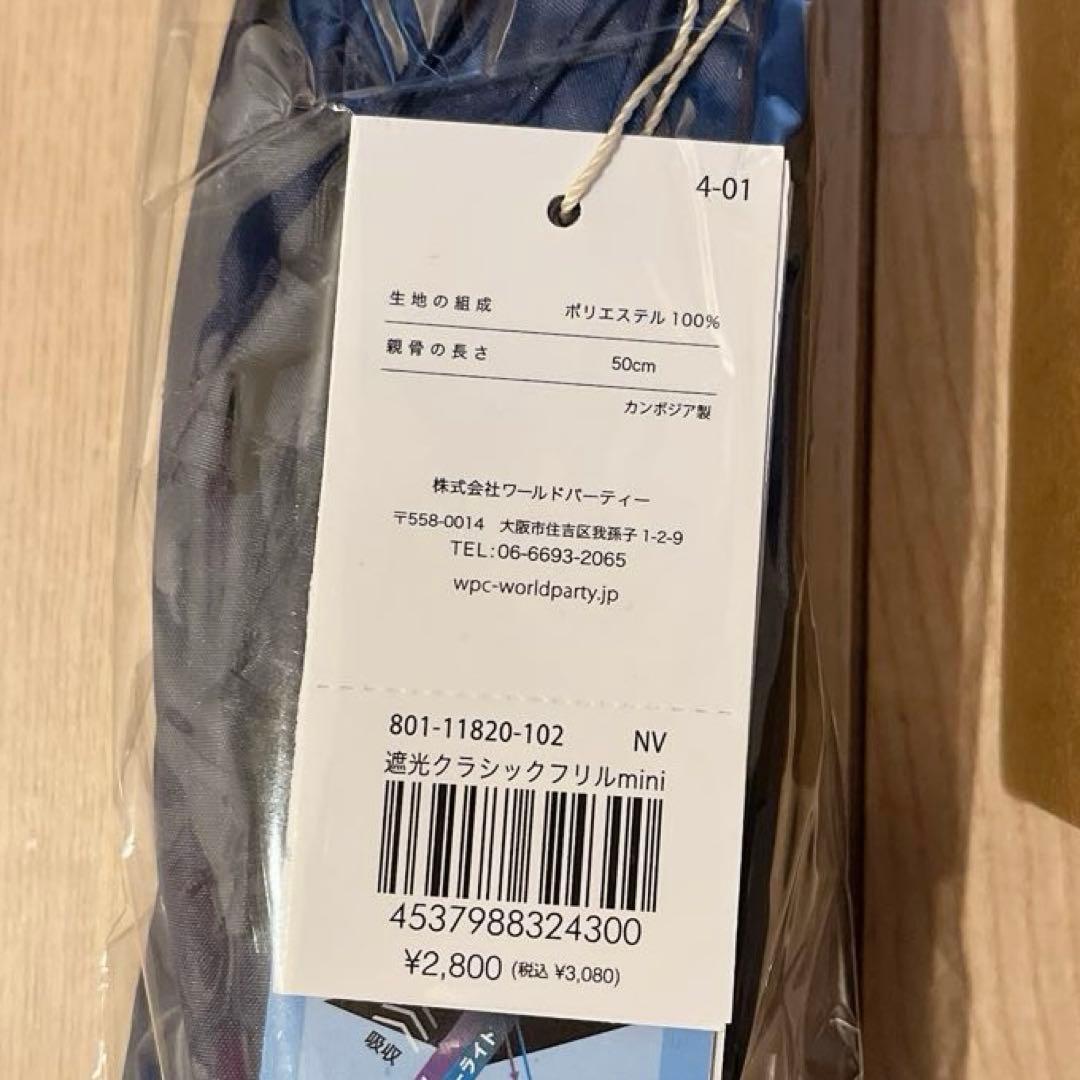 4-01
生地の組成 ポリエステル 100%
親骨の長さ 50cm
カンボジア製
株式会社ワールドパーティー
〒558-0014 大阪市住吉区我孫子 1-2-9
TEL:06-6693-2065
wpc-worldparty.jp
801-11820-102 NV
遮光クラシックフリルmini
4537988324300
¥2,800 (税込 ¥3,080)
吸収
ーライト